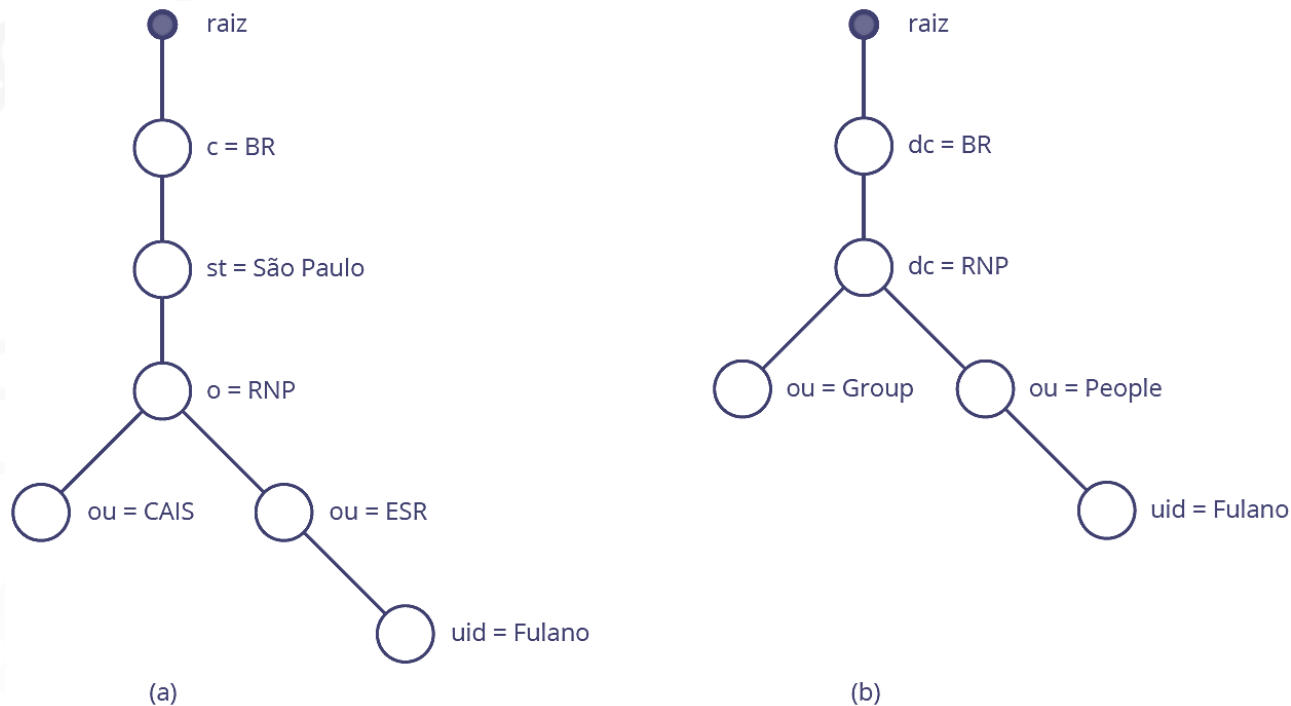 raiz
c = BR
st = São Paulo
o = RNP
ou = CAIS
ou = ESR
uid = Fulano
(a)
raiz
dc = BR
dc = RNP
ou = Group
ou = People
uid = Fulano
(b)